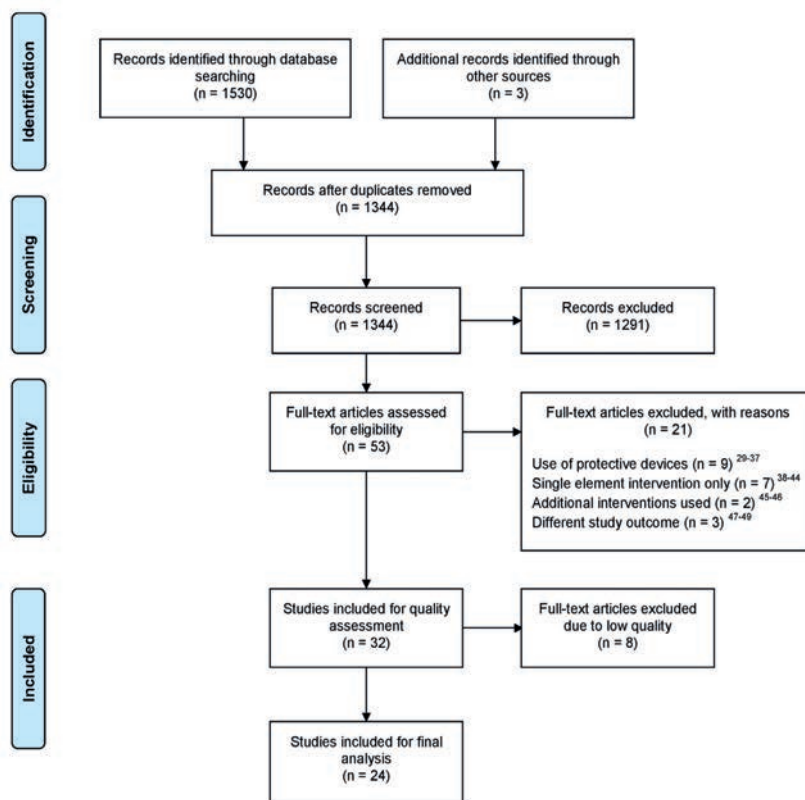 Identification
Records identified through database
searching
(n = 1530)
Additional records identified through
other sources
(n = 3)
Records after duplicates removed
(n = 1344)
Screening
Records screened
(n = 1344)
Records excluded
(n = 1291)
Eligibility
Full-text articles assessed
for eligibility
(n = 53)
Full-text articles excluded, with reasons
(n = 21)
Use of protective devices (n = 9) 29-37
Single element intervention only (n = 7) 38-44
Additional interventions used (n = 2) 45-46
Different study outcome (n = 3) 47-49
Included
Studies included for quality
assessment
(n = 32)
Full-text articles excluded
due to low quality
(n = 8)
Studies included for final
analysis
(n = 24)